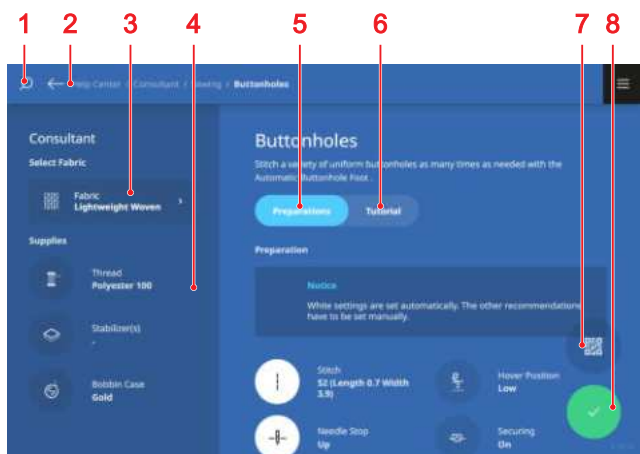 1 2 3 4 5 6 7 8
Help Center / Consultant / Sewing / Buttonholes
Consultant
Select Fabric
Fabric
Lightweight Woven
Supplies
Thread
Polyester 100
Stabilizer(s)
-
Bobbin Case
Gold
Buttonholes
Stitch a variety of uniform buttonholes as many times as needed with the
Automatic Buttonhole Foot .
Preparations
Tutorial
Preparation
Notice
White settings are set automatically. The other recommendations
have to be set manually.
Stitch
52 (Length 0.7 Width
3.9)
Hover Position
Low
Needle Stop
Up
Securing
On